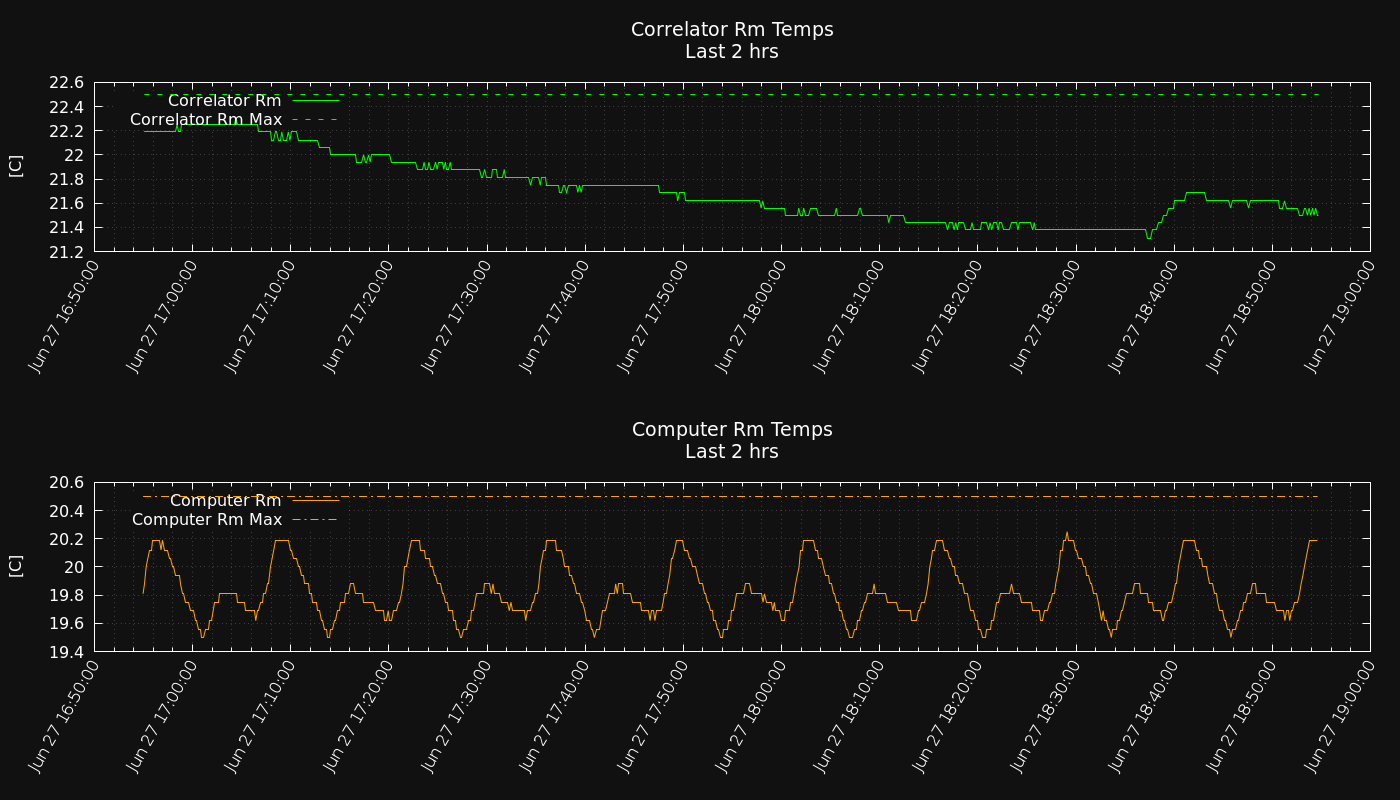 Correlator Rm Temps
Last 2 hrs
22.6
22.4
22.2
22
21.8
21.6
21.4
21.2
[C]
Correlator Rm
Correlator Rm Max
Jun 27 16:50:00
Jun 27 17:00:00
Jun 27 17:10:00
Jun 27 17:20:00
Jun 27 17:30:00
Jun 27 17:40:00
Jun 27 17:50:00
Jun 27 18:00:00
Jun 27 18:10:00
Jun 27 18:20:00
Jun 27 18:30:00
Jun 27 18:40:00
Jun 27 18:50:00
Jun 27 19:00:00
Computer Rm Temps
Last 2 hrs
20.6
20.4
20.2
20
19.8
19.6
19.4
[C]
Computer Rm
Computer Rm Max
Jun 27 16:50:00
Jun 27 17:00:00
Jun 27 17:10:00
Jun 27 17:20:00
Jun 27 17:30:00
Jun 27 17:40:00
Jun 27 17:50:00
Jun 27 18:00:00
Jun 27 18:10:00
Jun 27 18:20:00
Jun 27 18:30:00
Jun 27 18:40:00
Jun 27 18:50:00
Jun 27 19:00:00